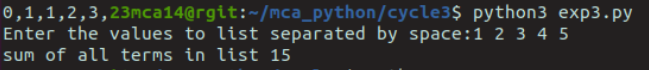 0,1,1,2,3,23mca14@rgit:~/mca_python/cycle3$ python3 exp3.py
Enter the values to list separated by space:1 2 3 4 5
sum of all terms in list 15